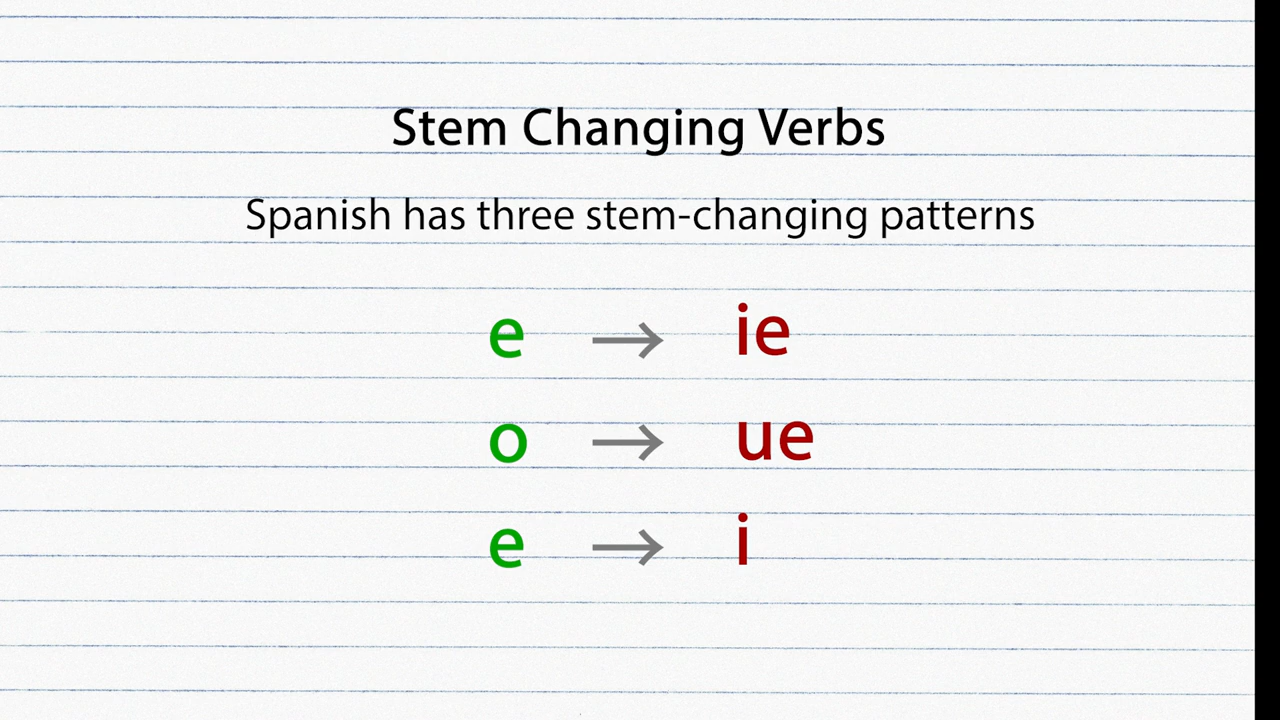 Stem Changing Verbs
Spanish has three stem-changing patterns
e → ie
o → ue
e → i